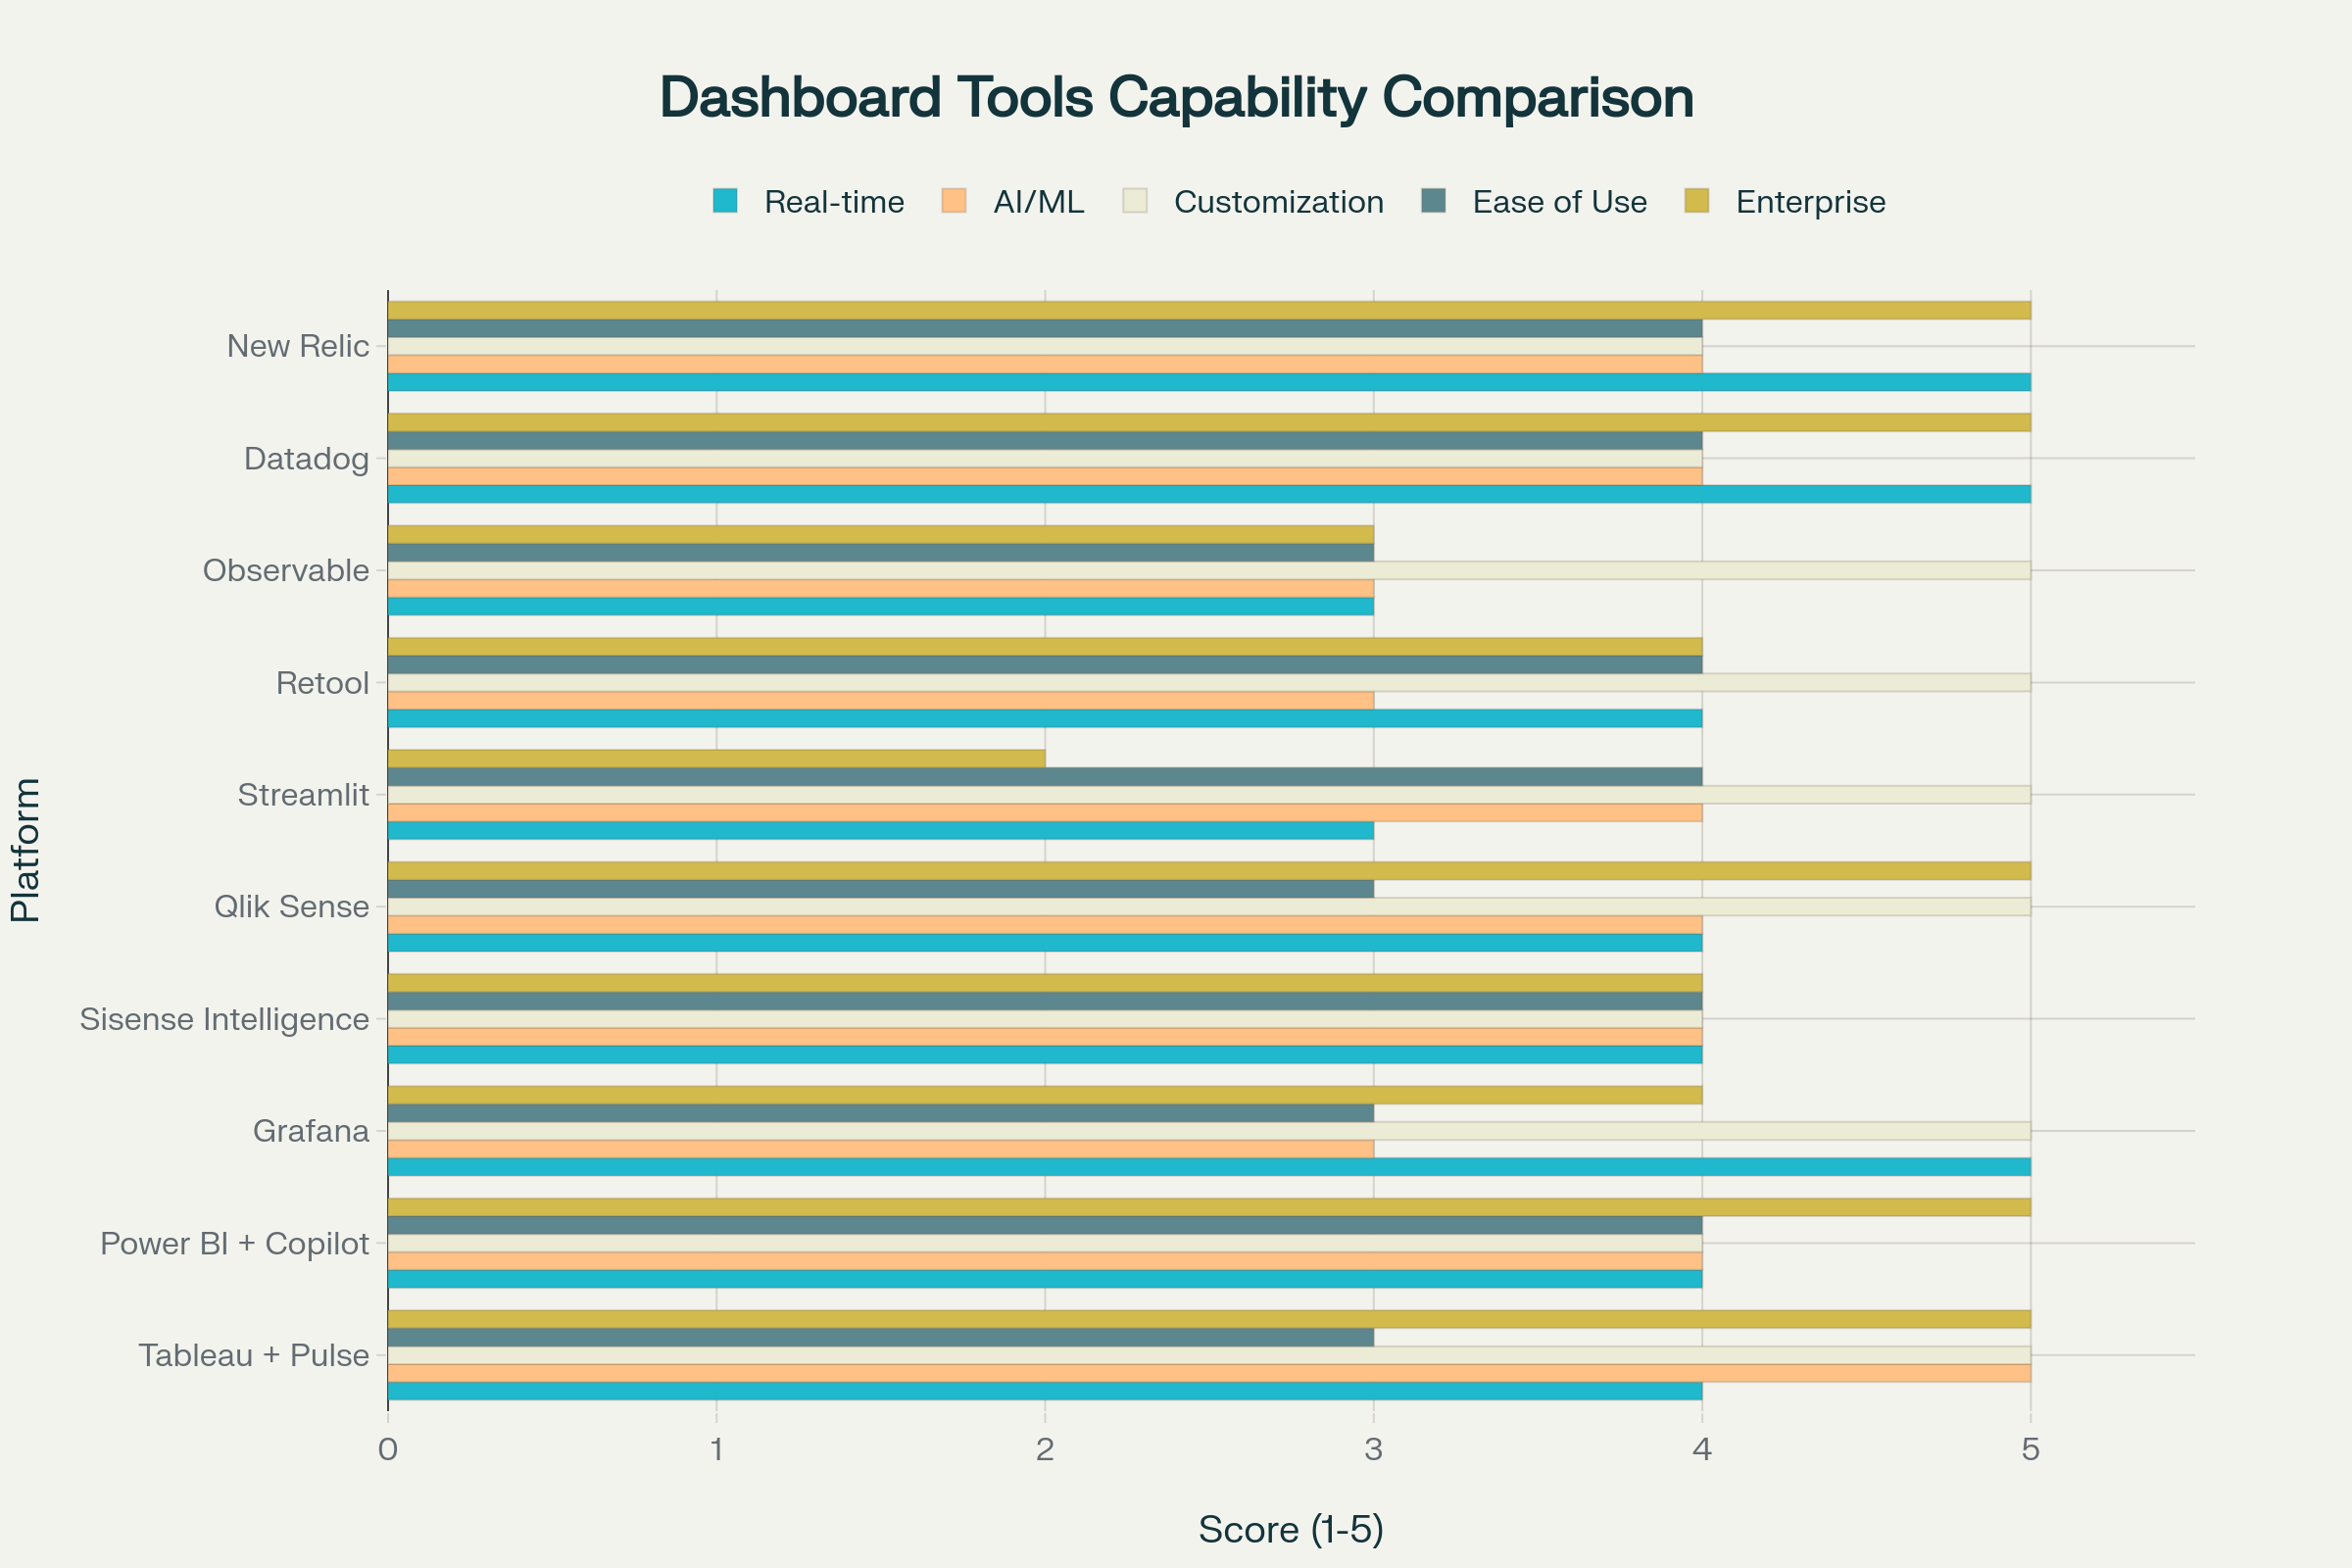 Dashboard Tools Capability Comparison
Real-time AI/ML Customization Ease of Use Enterprise
New Relic
Datadog
Observable
Retool
Streamlit
Qlik Sense
Sisense Intelligence
Grafana
Power BI + Copilot
Tableau + Pulse
Platform
0 1 2 3 4 5
Score (1-5)